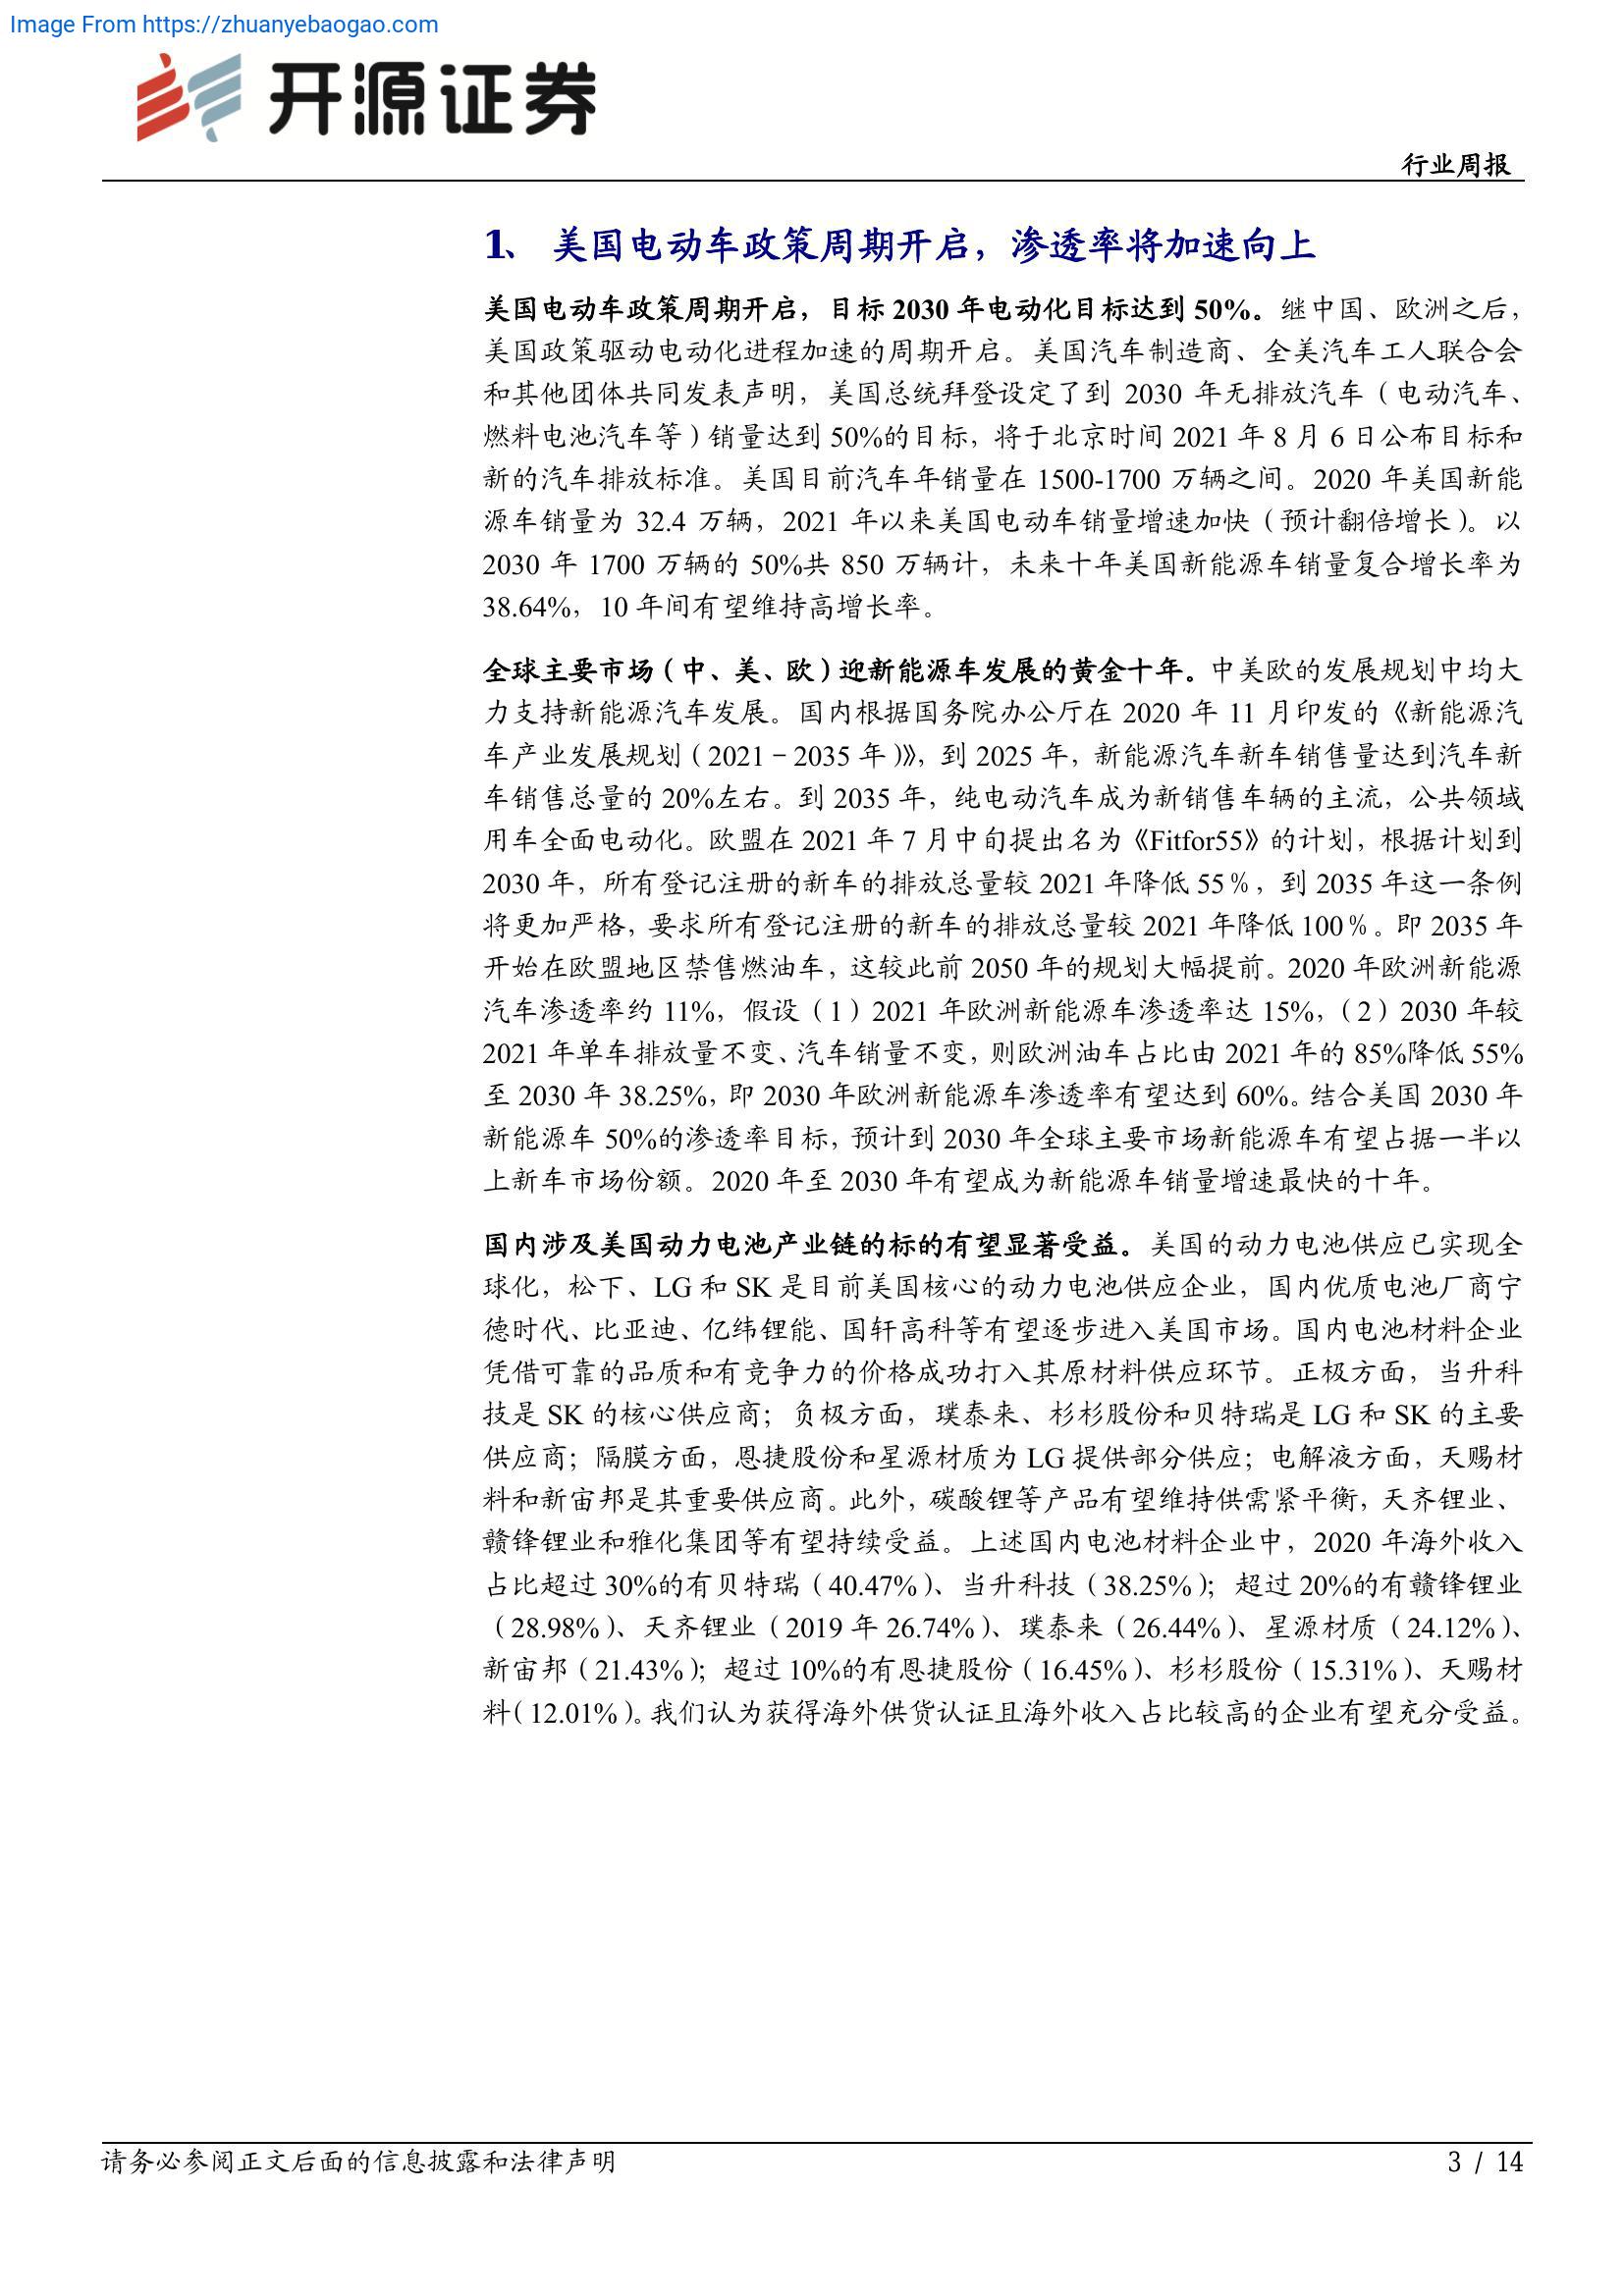 Image From https://zhuanyebaogao.com
开源证券
行业周报
1、 美国电动车政策周期开启，渗透率将加速向上
美国电动车政策周期开启，目标 2030 年电动化目标达到 50%。继中国、欧洲之后，
美国政策驱动电动化进程加速的周期开启。美国汽车制造商、全美汽车工人联合会
和其他团体共同发表声明，美国总统拜登设定了到 2030 年无排放汽车（电动汽车、
燃料电池汽车等）销量达到 50%的目标，将于北京时间 2021 年 8 月 6 日公布目标和
新的汽车排放标准。美国目前汽车年销量在 1500-1700 万辆之间。2020 年美国新能
源车销量为 32.4 万辆，2021 年以来美国电动车销量增速加快（预计翻倍增长）。以
2030 年 1700 万辆的 50%共 850 万辆计，未来十年美国新能源车销量复合增长率为
38.64%，10 年间有望维持高增长率。
全球主要市场（中、美、欧）迎新能源车发展的黄金十年。中美欧的发展规划中均大
力支持新能源汽车发展。国内根据国务院办公厅在 2020 年 11 月印发的《新能源汽
车产业发展规划（2021－2035 年）》，到 2025 年，新能源汽车新车销售量达到汽车新
车销售总量的 20%左右。到 2035 年，纯电动汽车成为新销售车辆的主流，公共领域
用车全面电动化。欧盟在 2021 年 7 月中旬提出名为《Fitfor55》的计划，根据计划到
2030 年，所有登记注册的新车的排放总量较 2021 年降低 55％，到 2035 年这一条例
将更加严格，要求所有登记注册的新车的排放总量较 2021 年降低 100％。即 2035 年
开始在欧盟地区禁售燃油车，这较此前 2050 年的规划大幅提前。2020 年欧洲新能源
汽车渗透率约 11%，假设（1）2021 年欧洲新能源车渗透率达 15%，（2）2030 年较
2021 年单车排放量不变、汽车销量不变，则欧洲油车占比由 2021 年的 85%降低 55%
至 2030 年 38.25%，即 2030 年欧洲新能源车渗透率有望达到 60%。结合美国 2030 年
新能源车 50%的渗透率目标，预计到 2030 年全球主要市场新能源车有望占据一半以
上新车市场份额。2020 年至 2030 年有望成为新能源车销量增速最快的十年。
国内涉及美国动力电池产业链的标的有望显著受益。美国的动力电池供应已实现全
球化，松下、LG 和 SK 是目前美国核心的动力电池供应企业，国内优质电池厂商宁
德时代、比亚迪、亿纬锂能、国轩高科等有望逐步进入美国市场。国内电池材料企业
凭借可靠的品质和有竞争力的价格成功打入其原材料供应环节。正极方面，当升科
技是 SK 的核心供应商；负极方面，璞泰来、杉杉股份和贝特瑞是 LG 和 SK 的主要
供应商；隔膜方面，恩捷股份和星源材质为 LG 提供部分供应；电解液方面，天赐材
料和新宙邦是其重要供应商。此外，碳酸锂等产品有望维持供需紧平衡，天齐锂业、
赣锋锂业和雅化集团等有望持续受益。上述国内电池材料企业中，2020 年海外收入
占比超过 30%的有贝特瑞（40.47%）、当升科技（38.25%）；超过 20%的有赣锋锂业
（28.98%）、天齐锂业（2019 年 26.74%）、璞泰来（26.44%）、星源材质（24.12%）、
新宙邦（21.43%）；超过 10%的有恩捷股份（16.45%）、杉杉股份（15.31%）、天赐材
料（12.01%）。我们认为获得海外供货认证且海外收入占比较高的企业有望充分受益。
请务必参阅正文后面的信息披露和法律声明
3 / 14